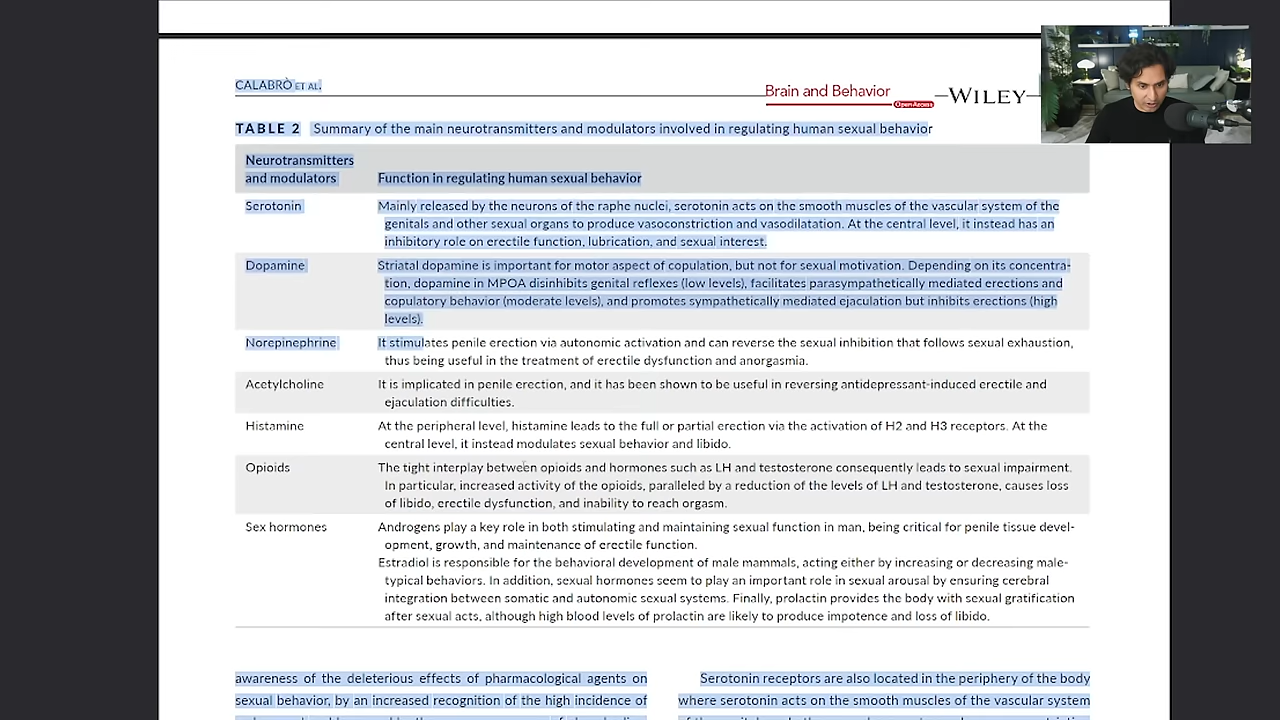 CALABRÒ ET AL.
Brain and Behavior
Open Access
WILEY
TABLE 2 Summary of the main neurotransmitters and modulators involved in regulating human sexual behavior
Neurotransmitters
and modulators
Function in regulating human sexual behavior
Serotonin
Mainly released by the neurons of the raphe nuclei, serotonin acts on the smooth muscles of the vascular system of the
genitals and other sexual organs to produce vasoconstriction and vasodilatation. At the central level, it instead has an
inhibitory role on erectile function, lubrication, and sexual interest.
Dopamine
Striatal dopamine is important for motor aspect of copulation, but not for sexual motivation. Depending on its concentra-
tion, dopamine in MPOA disinhibits genital reflexes (low levels), facilitates parasympathetically mediated erections and
copulatory behavior (moderate levels), and promotes sympathetically mediated ejaculation but inhibits erections (high
levels).
Norepinephrine
It stimulates penile erection via autonomic activation and can reverse the sexual inhibition that follows sexual exhaustion,
thus being useful in the treatment of erectile dysfunction and anorgasmia.
Acetylcholine
It is implicated in penile erection, and it has been shown to be useful in reversing antidepressant-induced erectile and
ejaculation difficulties.
Histamine
At the peripheral level, histamine leads to the full or partial erection via the activation of H2 and H3 receptors. At the
central level, it instead modulates sexual behavior and libido.
Opioids
The tight interplay between opioids and hormones such as LH and testosterone consequently leads to sexual impairment.
In particular, increased activity of the opioids, paralleled by a reduction of the levels of LH and testosterone, causes loss
of libido, erectile dysfunction, and inability to reach orgasm.
Sex hormones
Androgens play a key role in both stimulating and maintaining sexual function in man, being critical for penile tissue devel-
opment, growth, and maintenance of erectile function.
Estradiol is responsible for the behavioral development of male mammals, acting either by increasing or decreasing male-
typical behaviors. In addition, sexual hormones seem to play an important role in sexual arousal by ensuring cerebral
integration between somatic and autonomic sexual systems. Finally, prolactin provides the body with sexual gratification
after sexual acts, although high blood levels of prolactin are likely to produce impotence and loss of libido.
awareness of the deleterious effects of pharmacological agents on
sexual behavior, by an increased recognition of the high incidence of
Serotonin receptors are also located in the periphery of the body
where serotonin acts on the smooth muscles of the vascular system